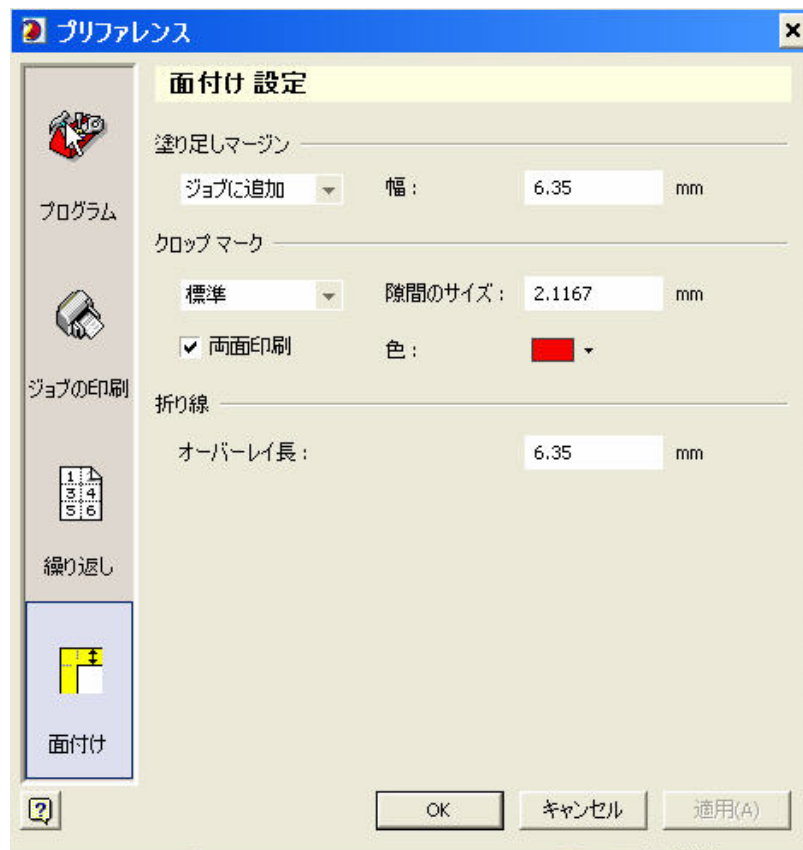 プリファレンス
面付け 設定
塗り足しマージン
ジョブに追加 幅: 6.35 mm
クロップ マーク
標準 隙間のサイズ: 2.1167 mm
両面印刷 色:
折り線
オーバーレイ長: 6.35 mm
プログラム
ジョブの印刷
1
3 4
5 6
繰り返し
面付け
?
OK キャンセル 適用(A)